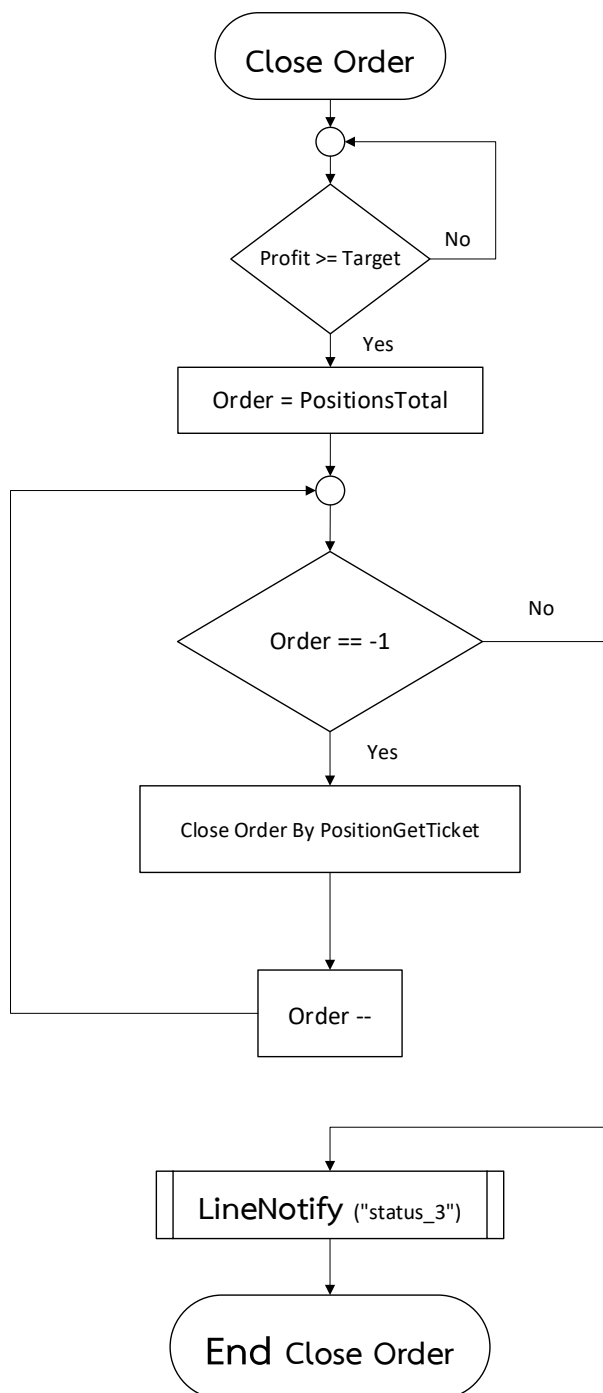 Close Order
Profit >= Target
No
Yes
Order = PositionsTotal
Order == -1
No
Yes
Close Order By PositionGetTicket
Order --
LineNotify ("status_3")
End Close Order